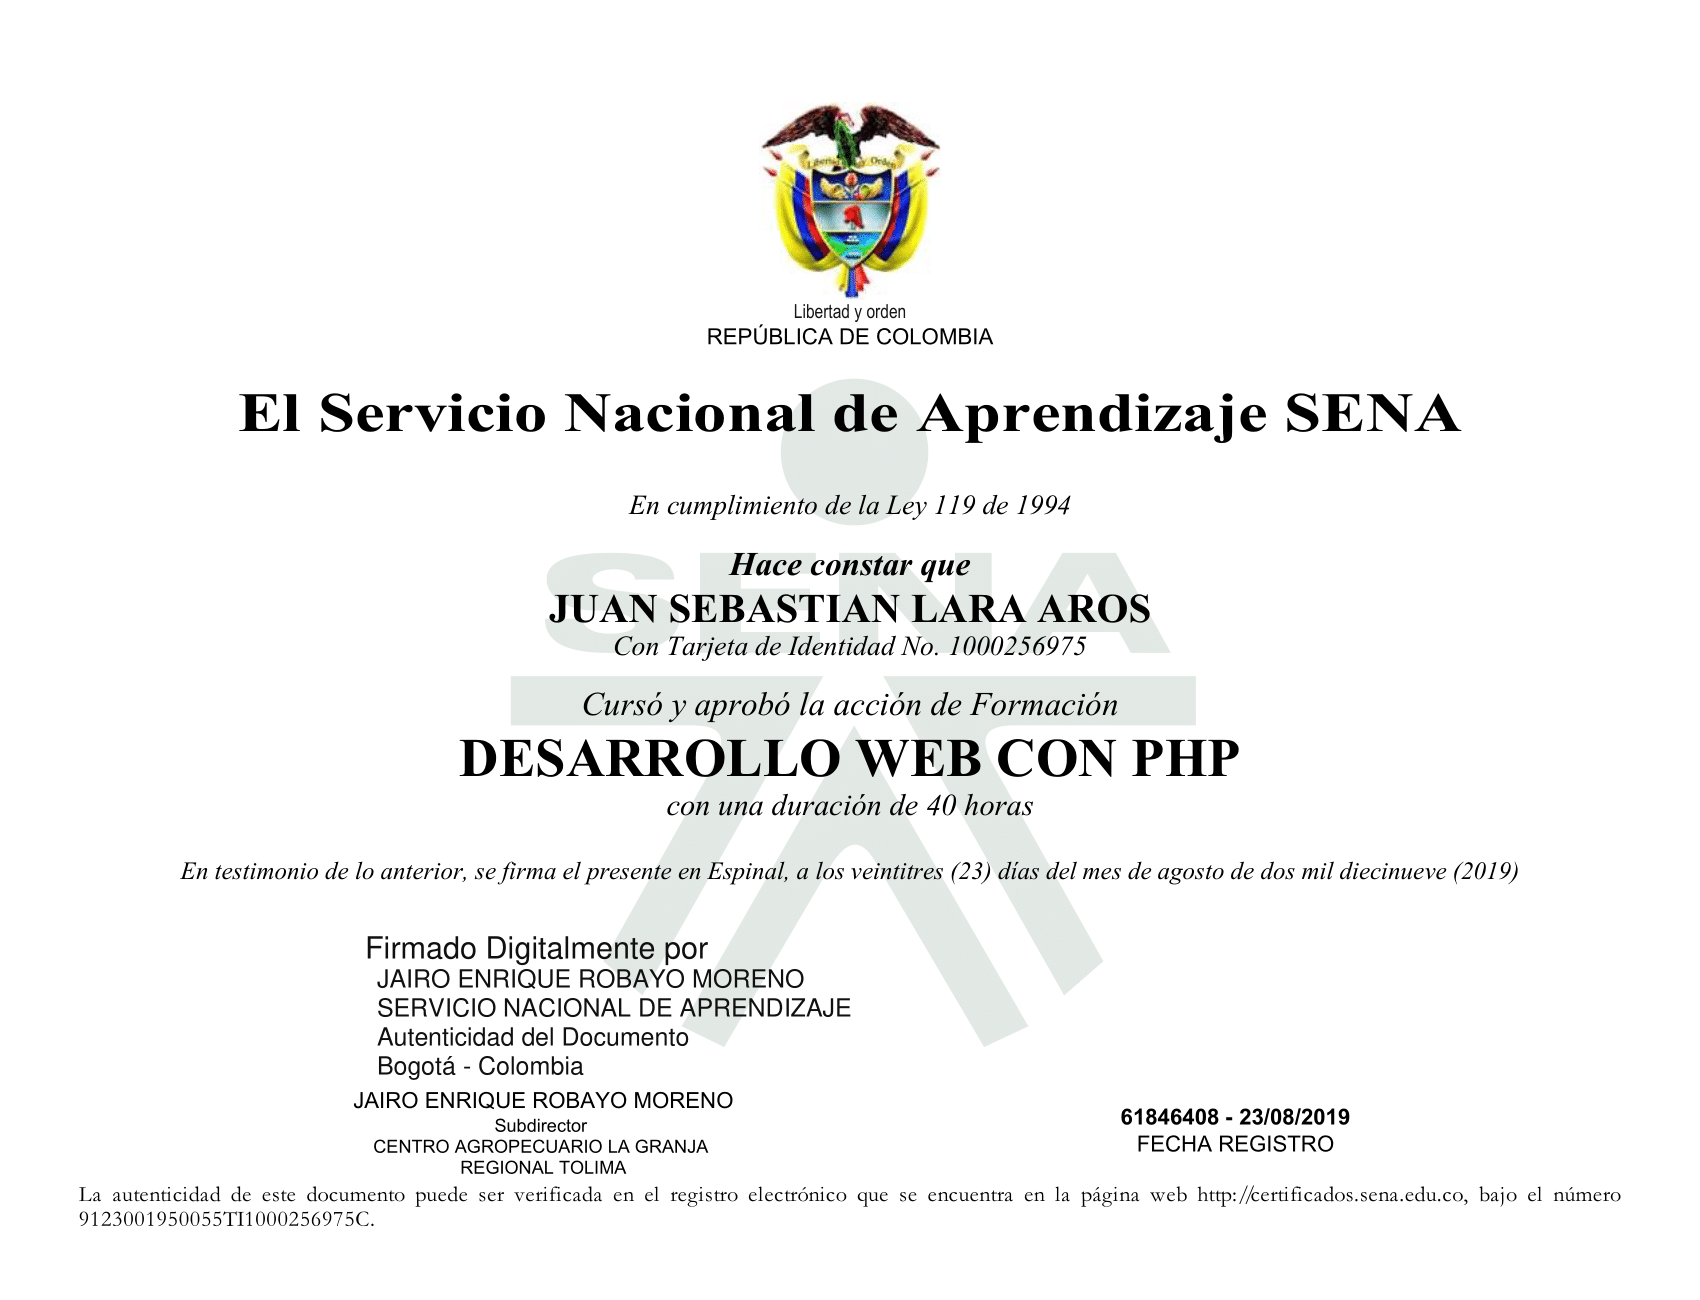 Libertad y Orden
Libertad y orden
REPÚBLICA DE COLOMBIA
El Servicio Nacional de Aprendizaje SENA
En cumplimiento de la Ley 119 de 1994
SENA
Hace constar que
JUAN SEBASTIAN LARA AROS
Con Tarjeta de Identidad No. 1000256975
Cursó y aprobó la acción de Formación
DESARROLLO WEB CON PHP
con una duración de 40 horas
En testimonio de lo anterior, se firma el presente en Espinal, a los veintitres (23) días del mes de agosto de dos mil diecinueve (2019)
Firmado Digitalmente por
JAIRO ENRIQUE ROBAYO MORENO
SERVICIO NACIONAL DE APRENDIZAJE
Autenticidad del Documento
Bogotá - Colombia
JAIRO ENRIQUE ROBAYO MORENO
Subdirector
CENTRO AGROPECUARIO LA GRANJA
REGIONAL TOLIMA
61846408 - 23/08/2019
FECHA REGISTRO
La autenticidad de este documento puede ser verificada en el registro electrónico que se encuentra en la página web http://certificados.sena.edu.co, bajo el número
9123001950055TI1000256975C.